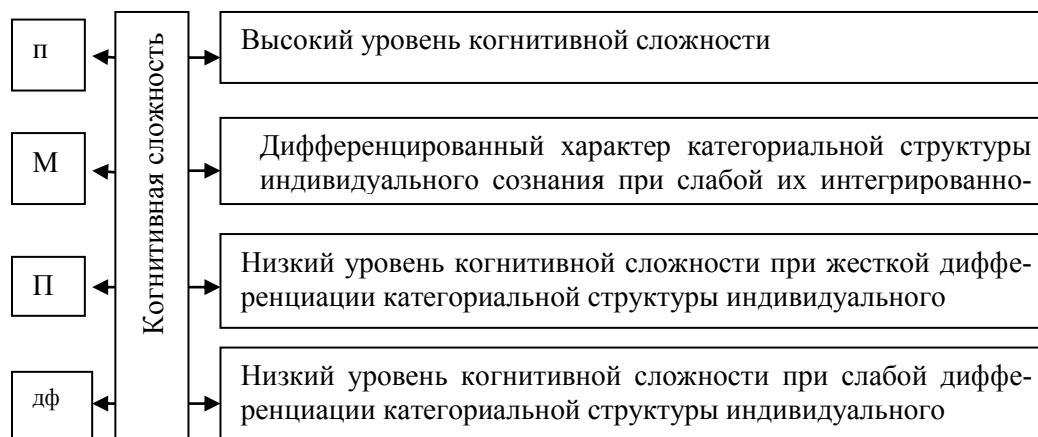 п
Высокий уровень когнитивной сложности
Когнитивная сложность
М
Дифференцированный характер категориальной структуры
индивидуального сознания при слабой их интегрированно-
П
Низкий уровень когнитивной сложности при жесткой диффе-
ренциации категориальной структуры индивидуального
дф
Низкий уровень когнитивной сложности при слабой диффе-
ренциации категориальной структуры индивидуального